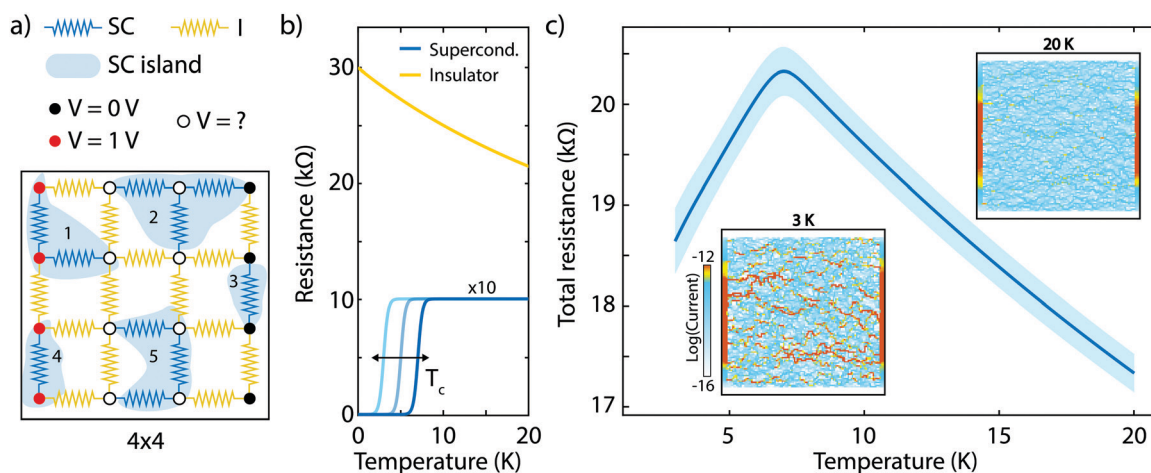 a)
SC
I
SC island
V = 0 V
V = ?
V = 1 V
1
2
3
4
5
4x4
b)
Supercond.
Insulator
Resistance (kΩ)
30
20
10
0
x10
Tc
0
10
20
Temperature (K)
c)
Total resistance (kΩ)
20
19
18
17
20 K
3 K
-12
Log(Current)
-16
5
10
15
20
Temperature (K)